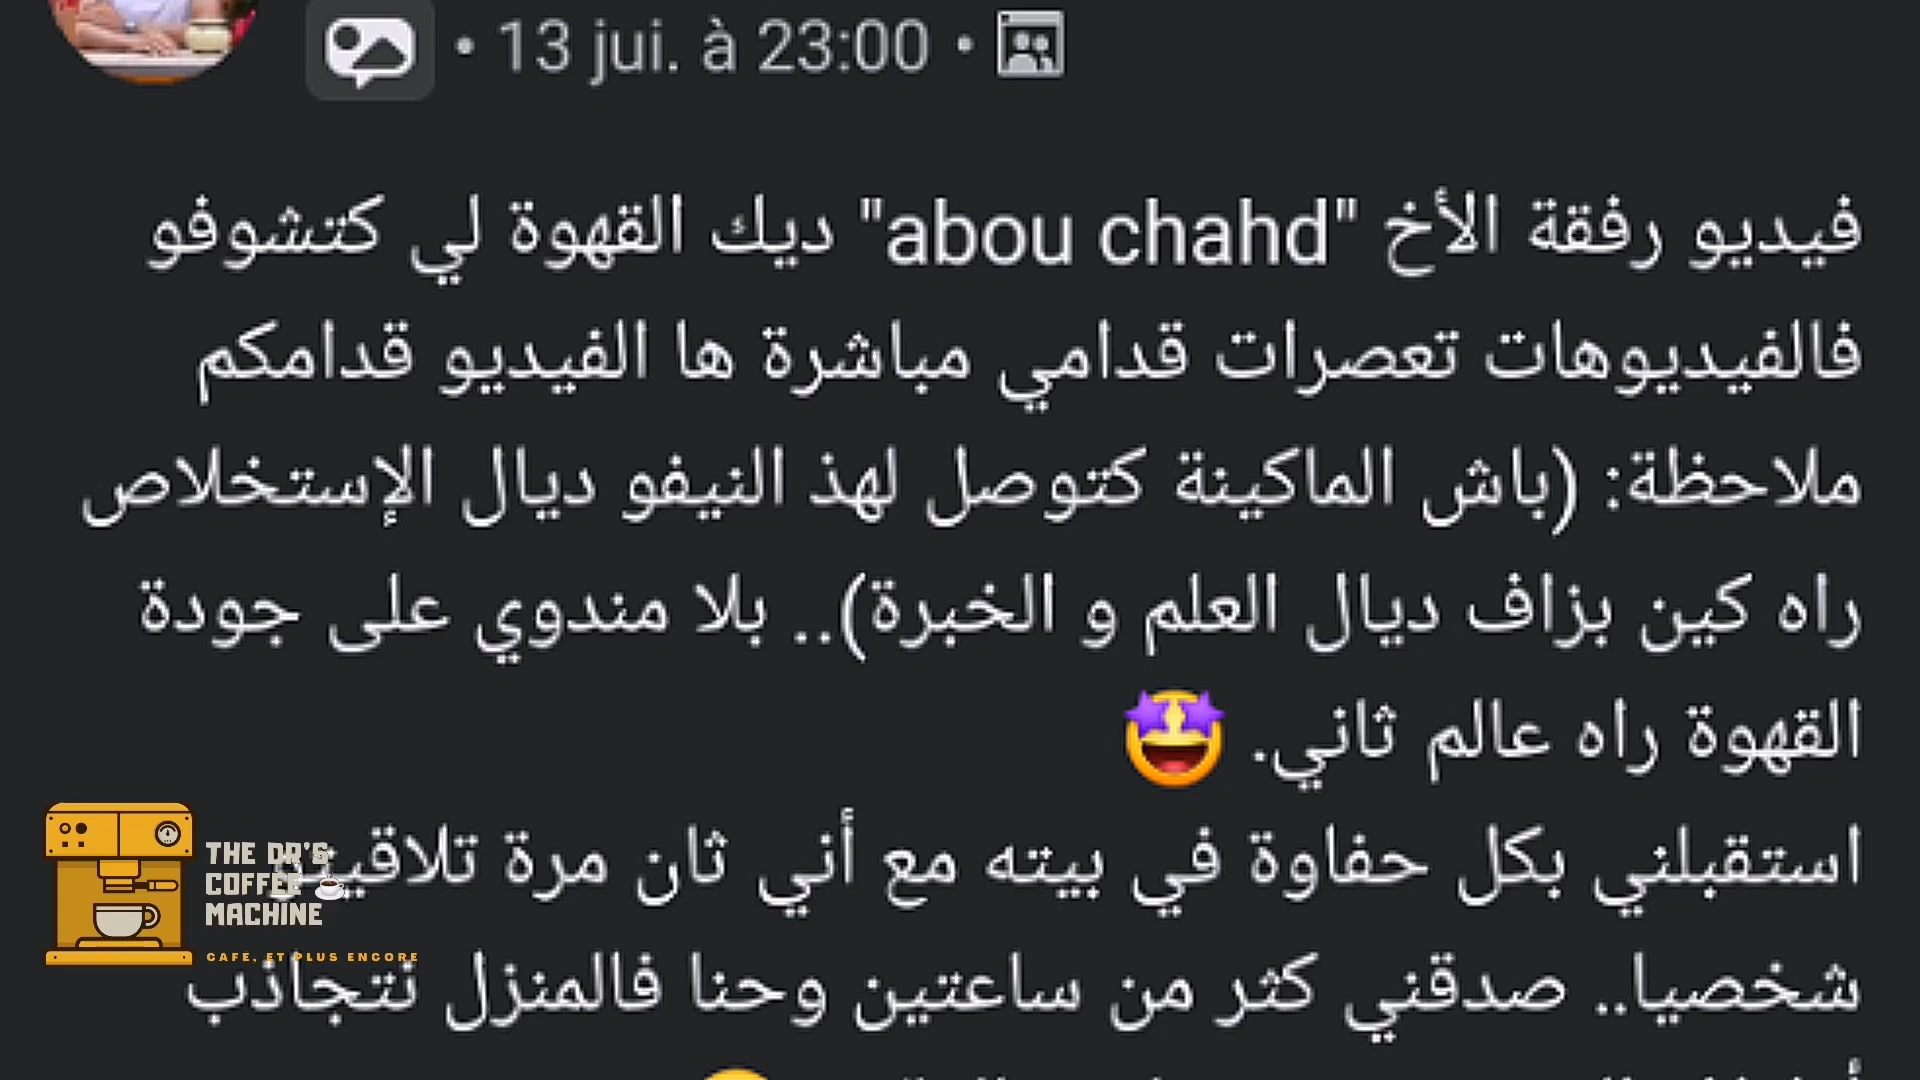 13 jui. à 23:00
فيديو رفقة الأخ "abou chahd" ديك القهوة لي كتشوفو
فالفيديوهات تعصرات قدامي مباشرة ها الفيديو قدامكم
ملاحظة: (باش الماكينة كتوصل لهذ النيفو ديال الإستخلاص
راه كين بزاف ديال العلم و الخبرة).. بلا مندوي على جودة
القهوة راه عالم ثاني. 🤩
استقبلني بكل حفاوة في بيته مع أني ثان مرة تلاقيتو
شخصيا.. صدقني كثر من ساعتين وحنا فالمنزل نتجاذب
THE DR'S
COFFEE
MACHINE
CAFÉ, ET PLUS ENCORE